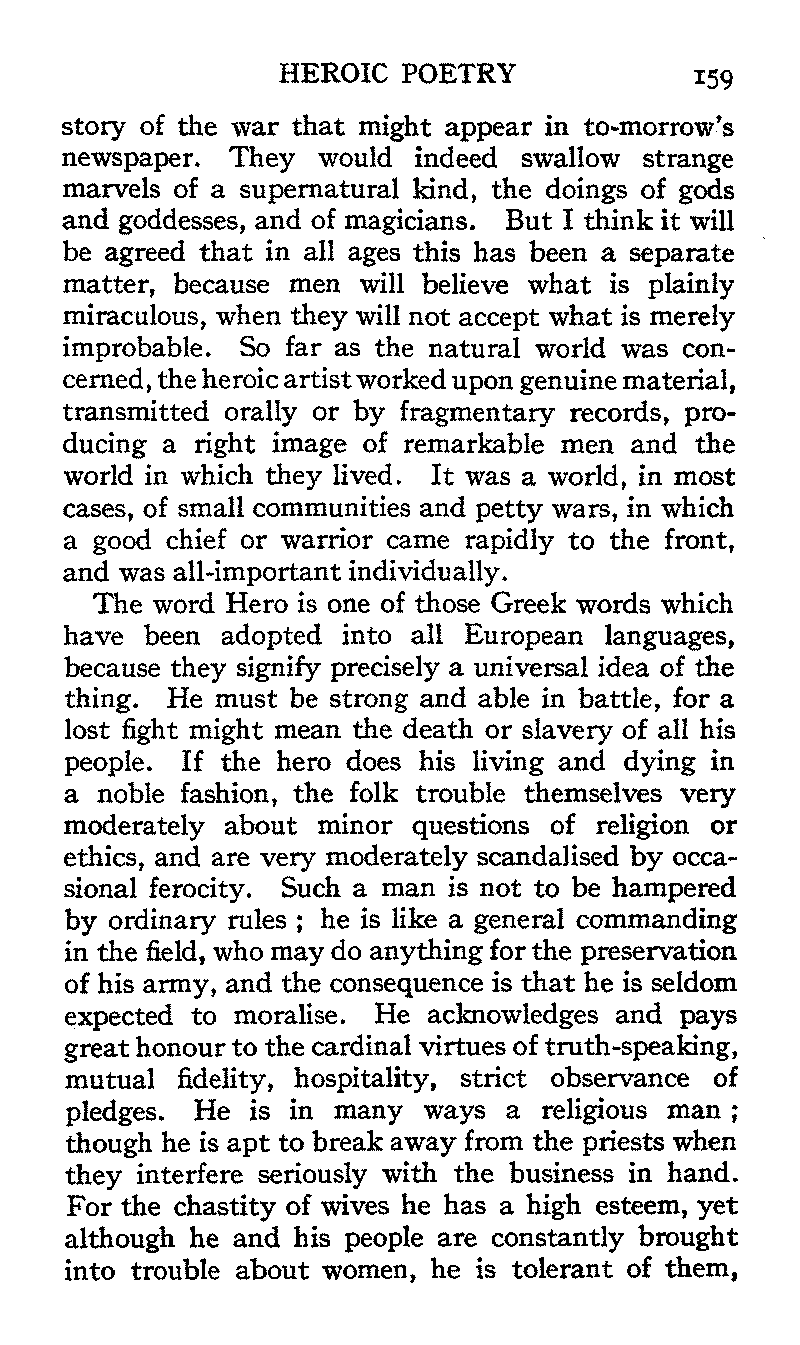 HEROIC POETRY 159
story of the war that might appear in to-morrow's
newspaper. They would indeed swallow strange
marvels of a supernatural kind, the doings of gods
and goddesses, and of magicians. But I think it will
be agreed that in all ages this has been a separate
matter, because men will believe what is plainly
miraculous, when they will not accept what is merely
improbable. So far as the natural world was con-
cerned, the heroic artist worked upon genuine material,
transmitted orally or by fragmentary records, pro-
ducing a right image of remarkable men and the
world in which they lived. It was a world, in most
cases, of small communities and petty wars, in which
a good chief or warrior came rapidly to the front,
and was all-important individually.
The word Hero is one of those Greek words which
have been adopted into all European languages,
because they signify precisely a universal idea of the
thing. He must be strong and able in battle, for a
lost fight might mean the death or slavery of all his
people. If the hero does his living and dying in
a noble fashion, the folk trouble themselves very
moderately about minor questions of religion or
ethics, and are very moderately scandalised by occa-
sional ferocity. Such a man is not to be hampered
by ordinary rules ; he is like a general commanding
in the field, who may do anything for the preservation
of his army, and the consequence is that he is seldom
expected to moralise. He acknowledges and pays
great honour to the cardinal virtues of truth-speaking,
mutual fidelity, hospitality, strict observance of
pledges. He is in many ways a religious man ;
though he is apt to break away from the priests when
they interfere seriously with the business in hand.
For the chastity of wives he has a high esteem, yet
although he and his people are constantly brought
into trouble about women, he is tolerant of them,